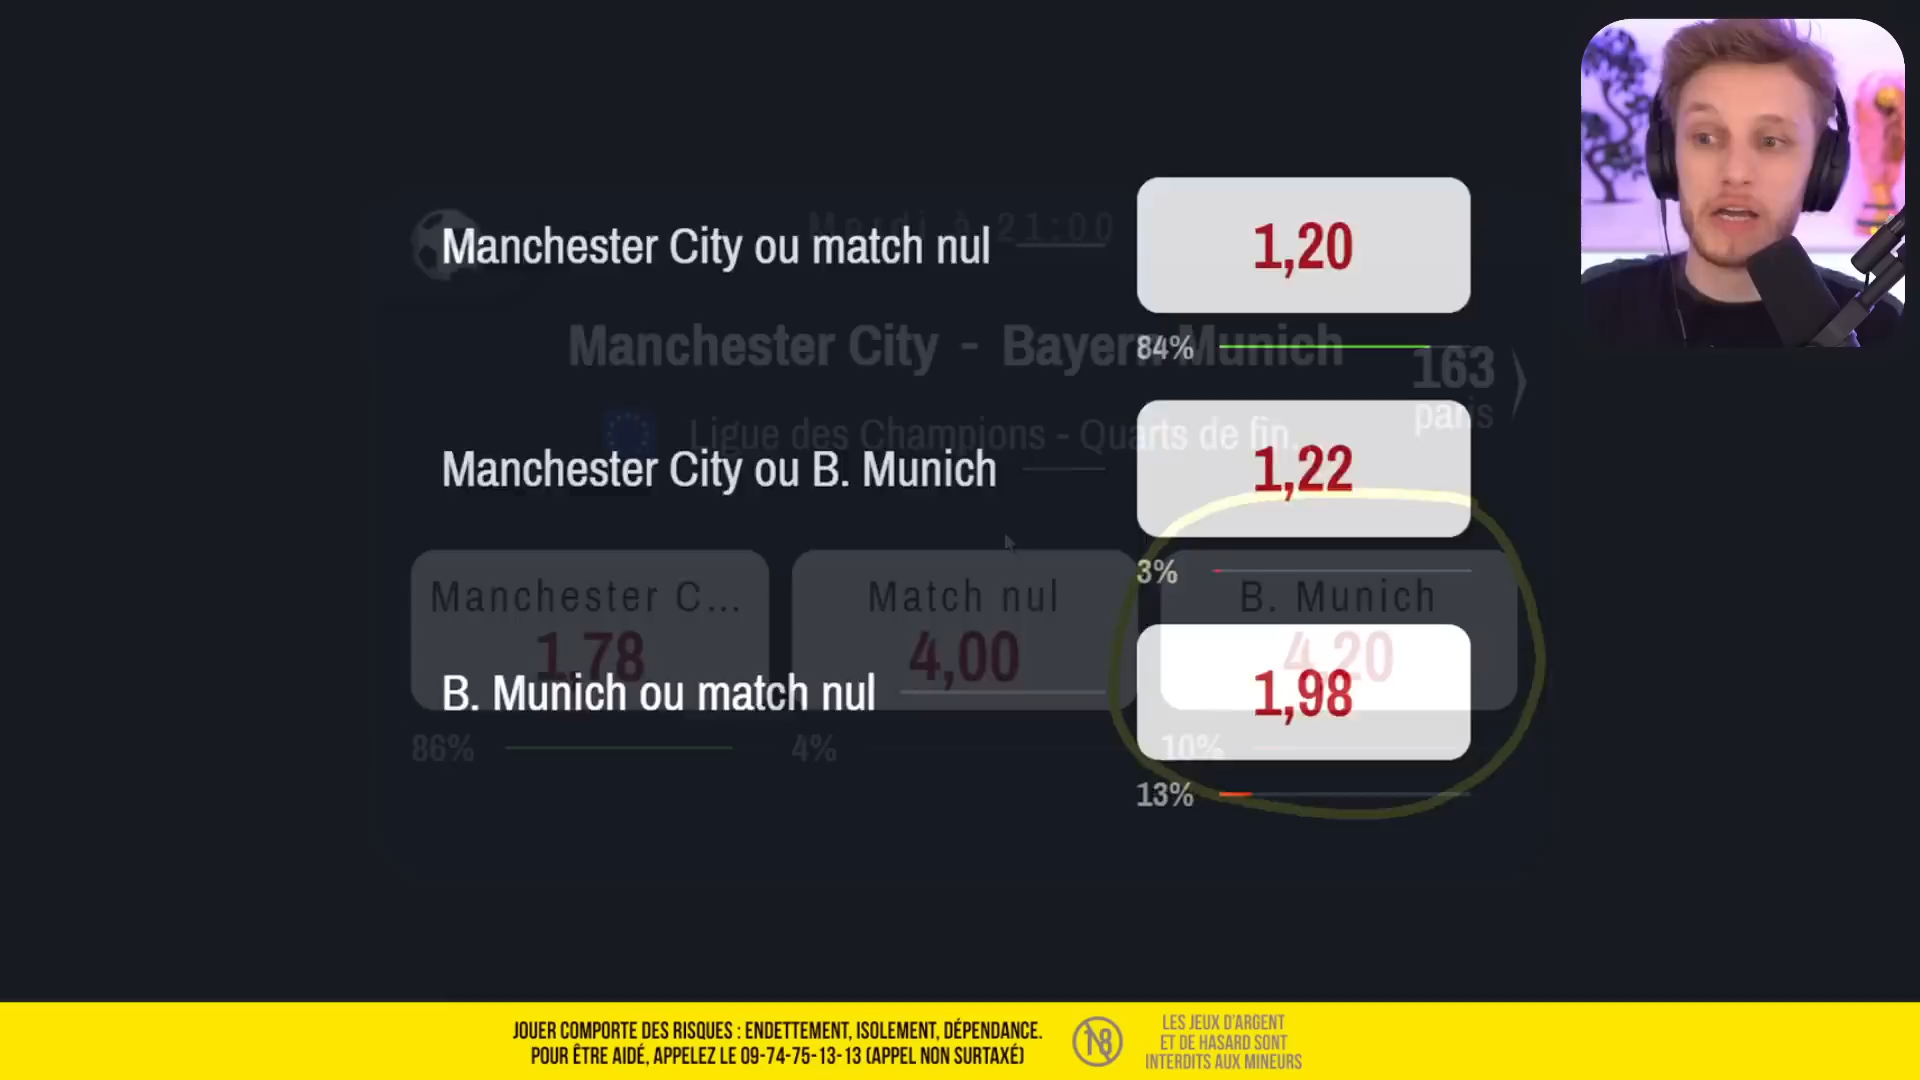 Mardi à 21:00
Manchester City ou match nul
1,20
Manchester City - Bayern Munich
84%
163
paris
Ligue des Champions - Quarts de fin...
Manchester City ou B. Munich
1,22
3%
Manchester C...
Match nul
B. Munich
1,78
4,00
4,20
B. Munich ou match nul
1,98
86%
4%
10%
13%
JOUER COMPORTE DES RISQUES : ENDETTEMENT, ISOLEMENT, DÉPENDANCE.
POUR ÊTRE AIDÉ, APPELEZ LE 09-74-75-13-13 (APPEL NON SURTAXÉ)
18
LES JEUX D'ARGENT
ET DE HASARD SONT
INTERDITS AUX MINEURS